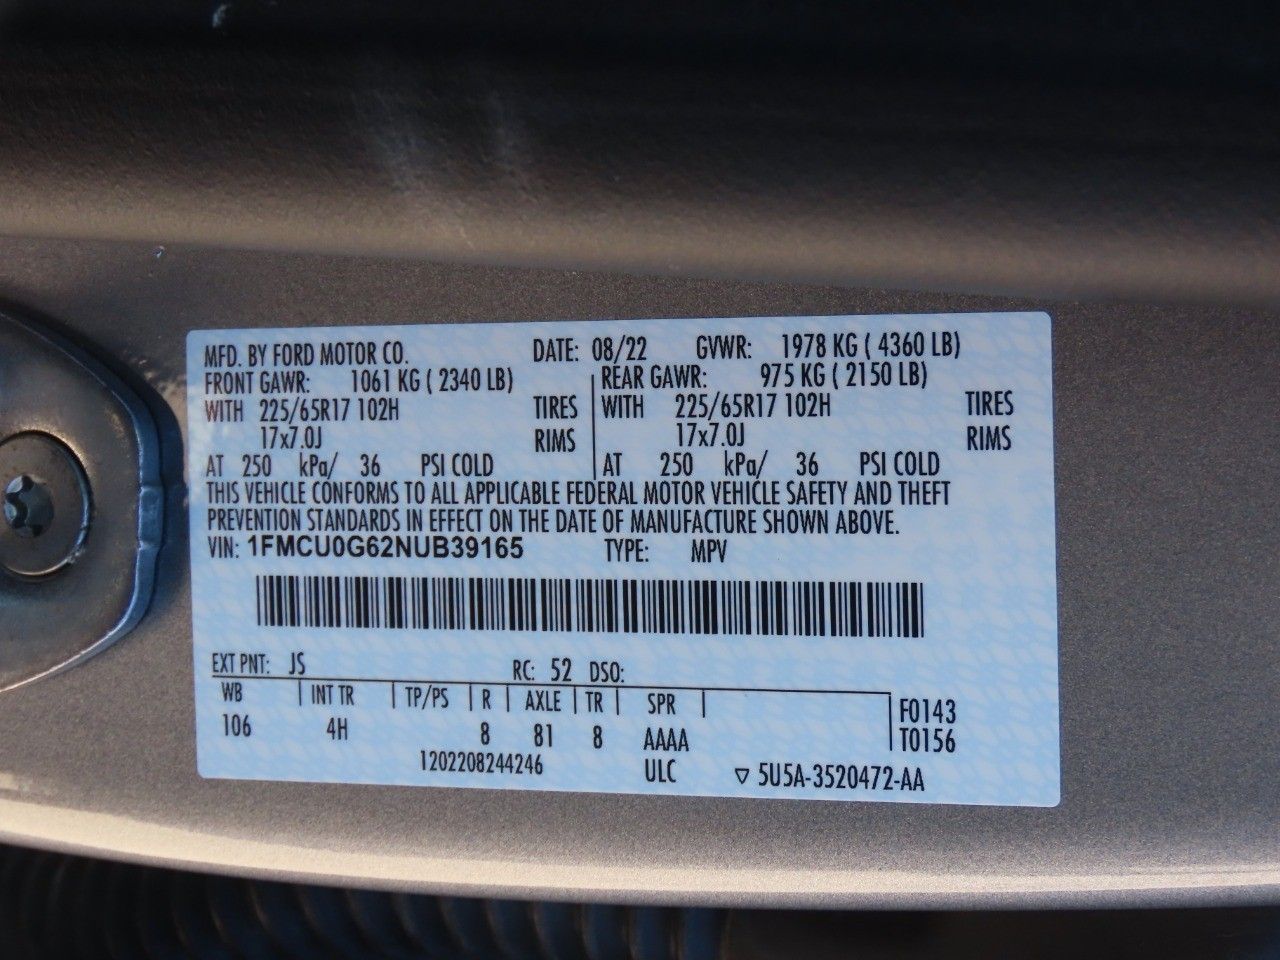 MFD. BY FORD MOTOR CO. DATE: 08/22 GVWR: 1978 KG ( 4360 LB)
FRONT GAWR: 1061 KG ( 2340 LB) REAR GAWR: 975 KG ( 2150 LB)
WITH 225/65R17 102H TIRES WITH 225/65R17 102H TIRES
17x7.0J RIMS 17x7.0J RIMS
AT 250 kPa/ 36 PSI COLD AT 250 kPa/ 36 PSI COLD
THIS VEHICLE CONFORMS TO ALL APPLICABLE FEDERAL MOTOR VEHICLE SAFETY AND THEFT
PREVENTION STANDARDS IN EFFECT ON THE DATE OF MANUFACTURE SHOWN ABOVE.
VIN: 1FMCU0G62NUB39165 TYPE: MPV
EXT PNT: JS RC: 52 DSO:
WB INT TR TP/PS R AXLE TR SPR F0143
106 4H 8 81 8 AAAA T0156
1202208244246 ULC ▽ 5U5A-3520472-AA